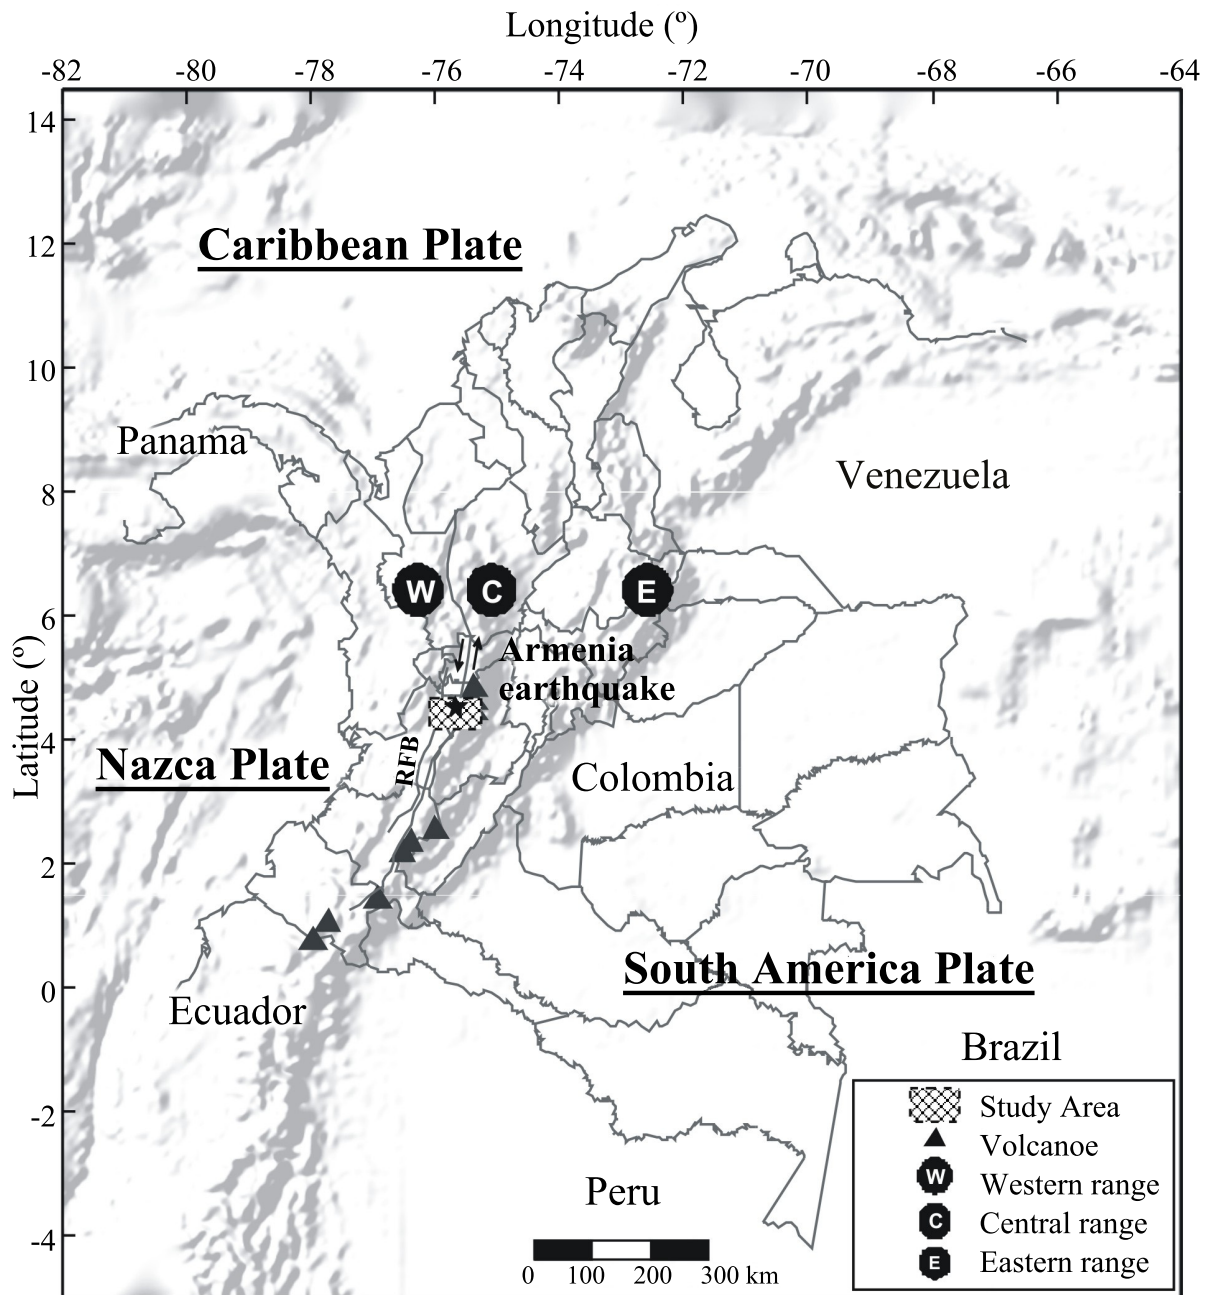 Longitude (º)
-82 -80 -78 -76 -74 -72 -70 -68 -66 -64
14
12
10
8
6
4
2
0
-2
-4
Latitude (º)
Caribbean Plate
Panama
Venezuela
W C E
Armenia
earthquake
RFB
Nazca Plate
Colombia
South America Plate
Ecuador
Brazil
Peru
Study Area
Volcanoe
W Western range
C Central range
E Eastern range
0 100 200 300 km